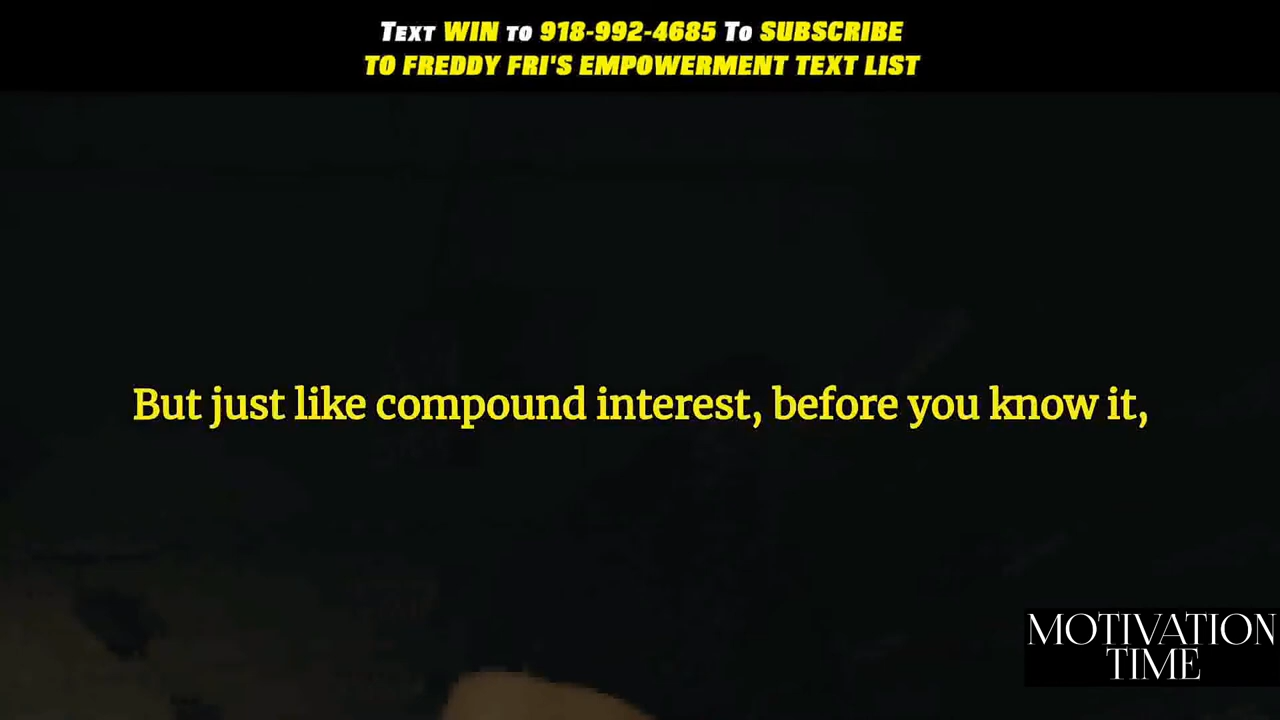 Text WIN to 918-992-4685 To SUBSCRIBE
TO FREDDY FRI'S EMPOWERMENT TEXT LIST
But just like compound interest, before you know it,
MOTIVATION
TIME